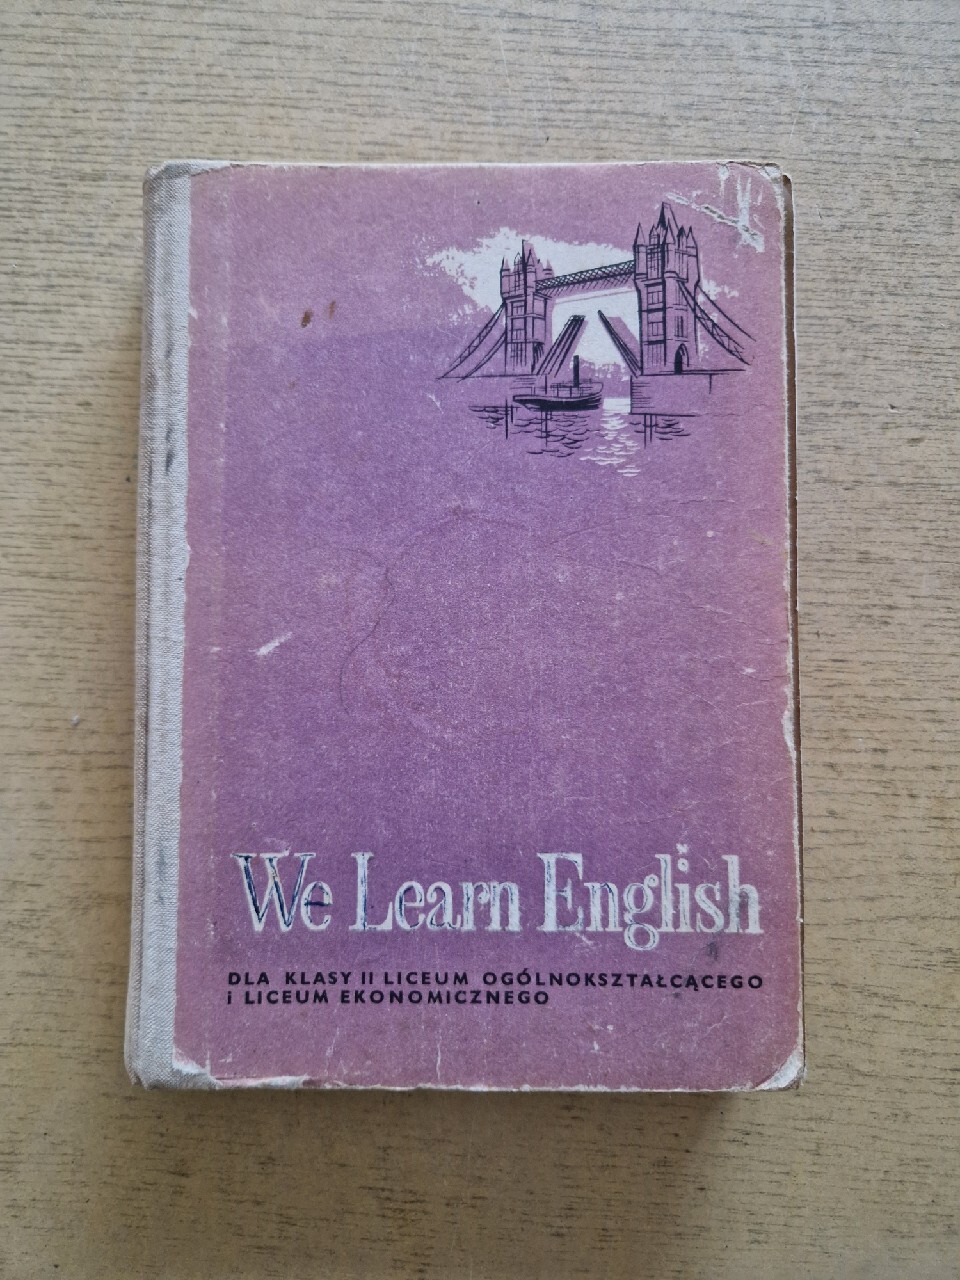 We Learn English
DLA KLASY II LICEUM OGÓLNOKSZTAŁCĄCEGO
i LICEUM EKONOMICZNEGO